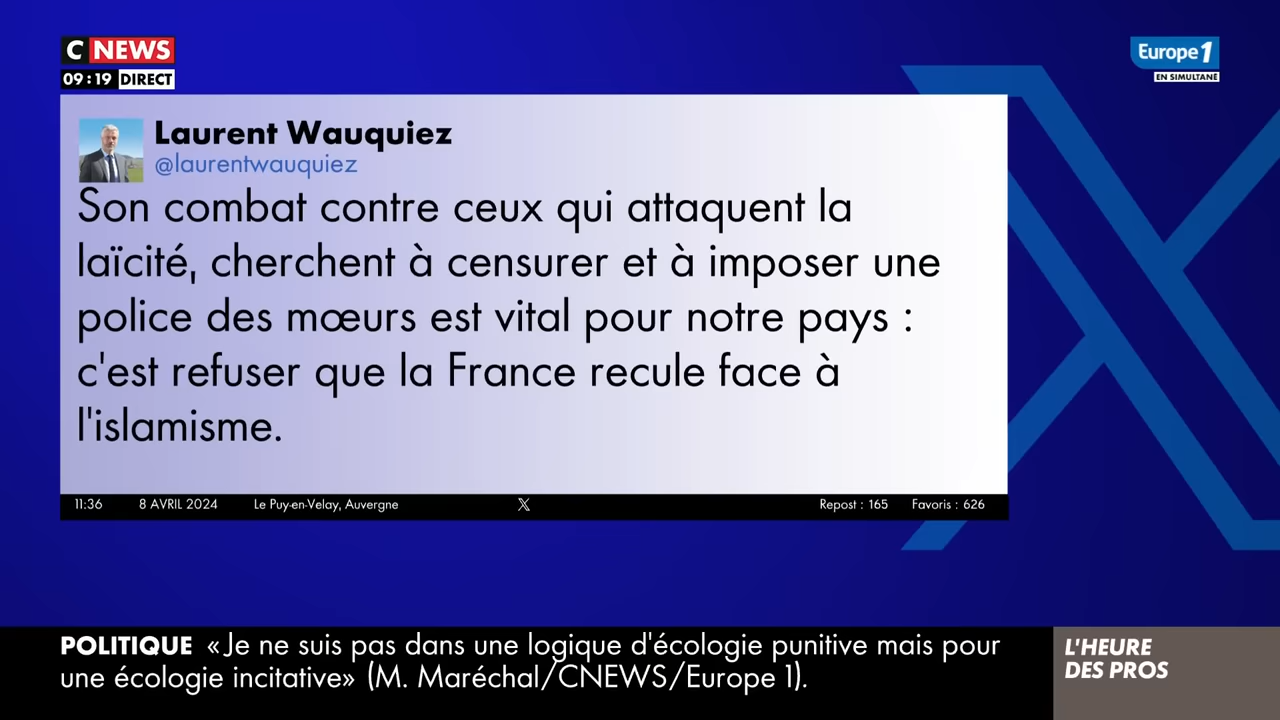 CNEWS
09:19 DIRECT
Europe 1
EN SIMULTANÉ
Laurent Wauquiez
@laurentwauquiez
Son combat contre ceux qui attaquent la
laïcité, cherchent à censurer et à imposer une
police des mœurs est vital pour notre pays :
c'est refuser que la France recule face à
l'islamisme.
11:36 8 AVRIL 2024 Le Puy-en-Velay, Auvergne X Repost : 165 Favoris : 626
POLITIQUE «Je ne suis pas dans une logique d'écologie punitive mais pour
une écologie incitative» (M. Maréchal/CNEWS/Europe 1).
L'HEURE
DES PROS